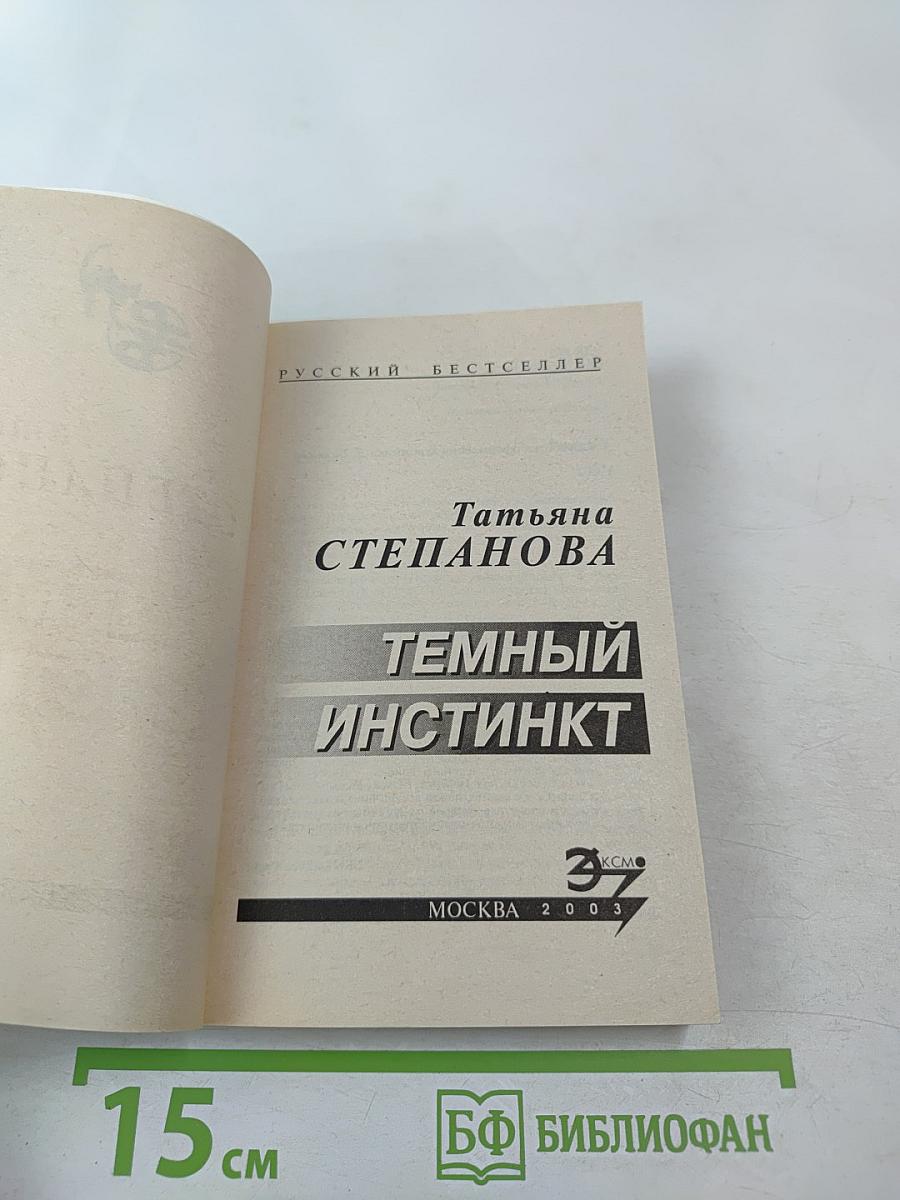 РУССКИЙ БЕСТСЕЛЛЕР
Татьяна
СТЕПАНОВА
ТЕМНЫЙ
ИНСТИНКТ
ЭКСМО
МОСКВА 2003
15 см
БФ БИБЛИОФАН